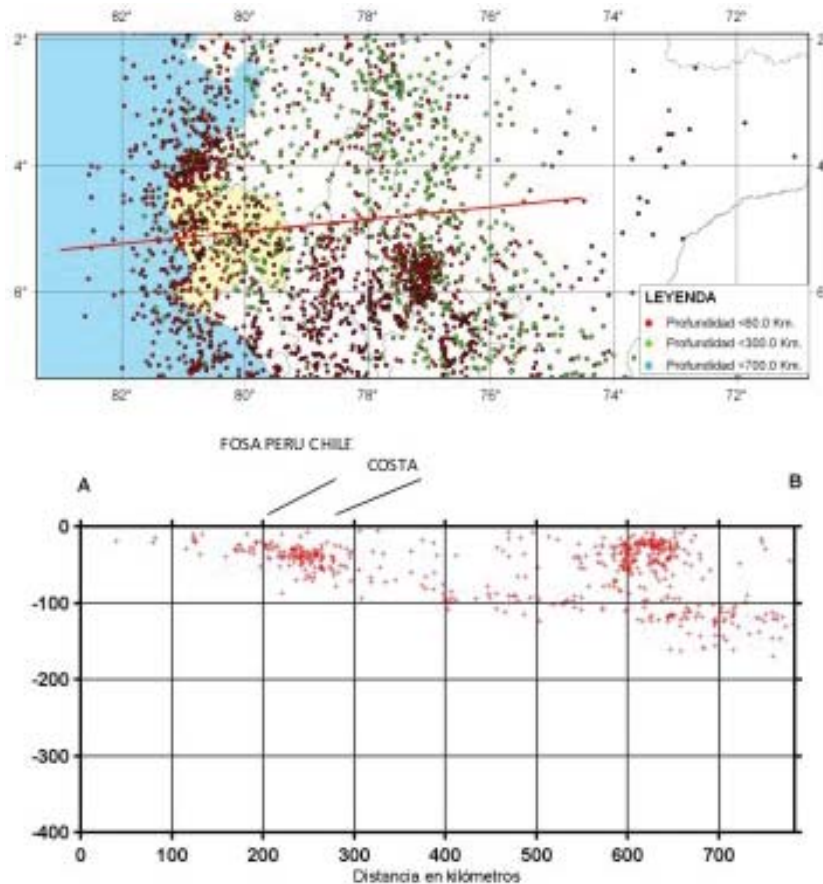 82° 80° 78° 76° 74° 72°
2° 2°
4° 4°
6° 6°
LEYENDA
Profundidad <60.0 Km.
Profundidad <300.0 Km.
Profundidad <700.0 Km.
82° 80° 78° 76° 74° 72°
FOSA PERU CHILE
COSTA
A B
0
-100
-200
-300
-400
0 100 200 300 400 500 600 700
Distancia en kilómetros